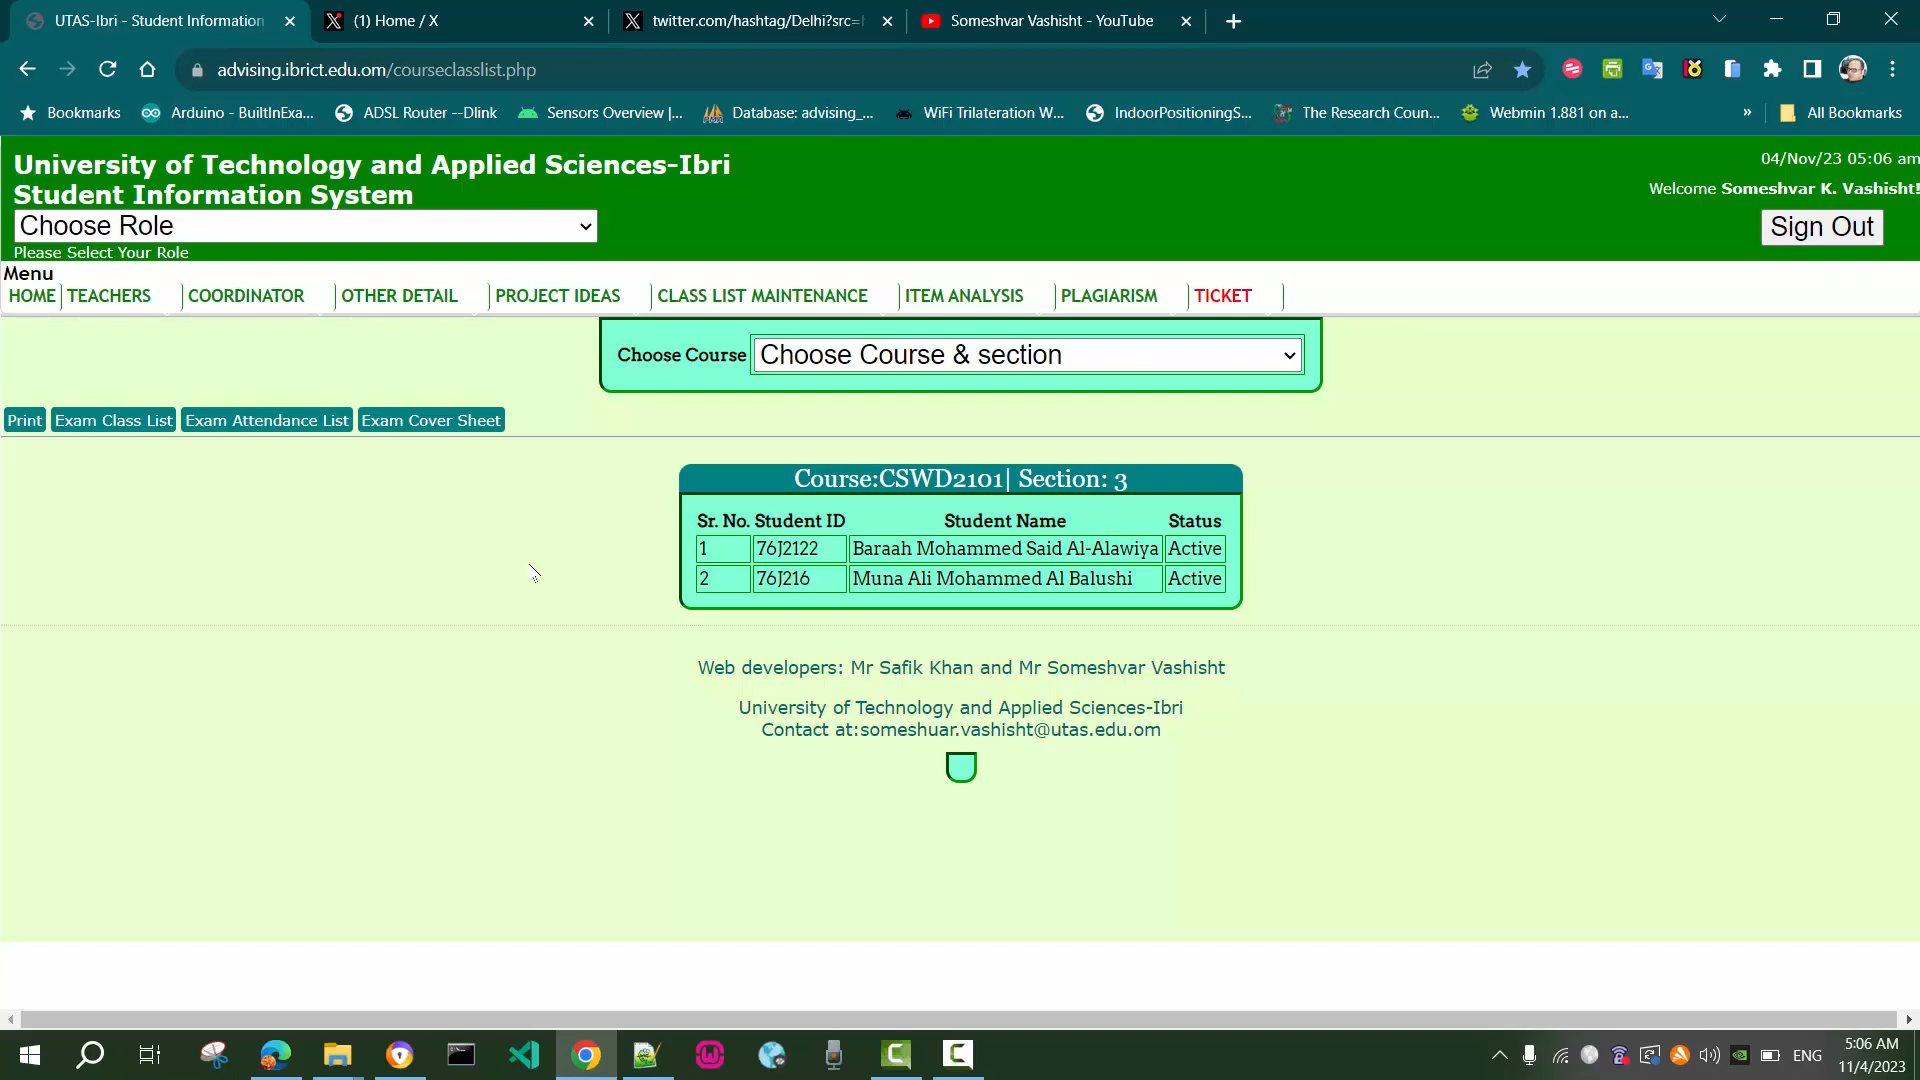 UTAS-Ibri - Student Information
(1) Home / X
twitter.com/hashtag/Delhi?src=
Someshvar Vashisht - YouTube
advising.ibrict.edu.om/courseclasslist.php
Bookmarks
Arduino - BuiltInExa...
ADSL Router --Dlink
Sensors Overview |...
Database: advising_...
WiFi Trilateration W...
IndoorPositioningS...
The Research Coun...
Webmin 1.881 on a...
»
All Bookmarks
University of Technology and Applied Sciences-Ibri
Student Information System
04/Nov/23 05:06 am
Welcome Someshvar K. Vashisht!
Choose Role
Sign Out
Please Select Your Role
Menu
HOME TEACHERS COORDINATOR OTHER DETAIL PROJECT IDEAS CLASS LIST MAINTENANCE ITEM ANALYSIS PLAGIARISM TICKET
Choose Course Choose Course & section
Print Exam Class List Exam Attendance List Exam Cover Sheet
Course:CSWD2101| Section: 3
Sr. No. Student ID Student Name Status
1 76J2122 Baraah Mohammed Said Al-Alawiya Active
2 76J216 Muna Ali Mohammed Al Balushi Active
Web developers: Mr Safik Khan and Mr Someshvar Vashisht
University of Technology and Applied Sciences-Ibri
Contact at:someshuar.vashisht@utas.edu.om
ENG
5:06 AM
11/4/2023